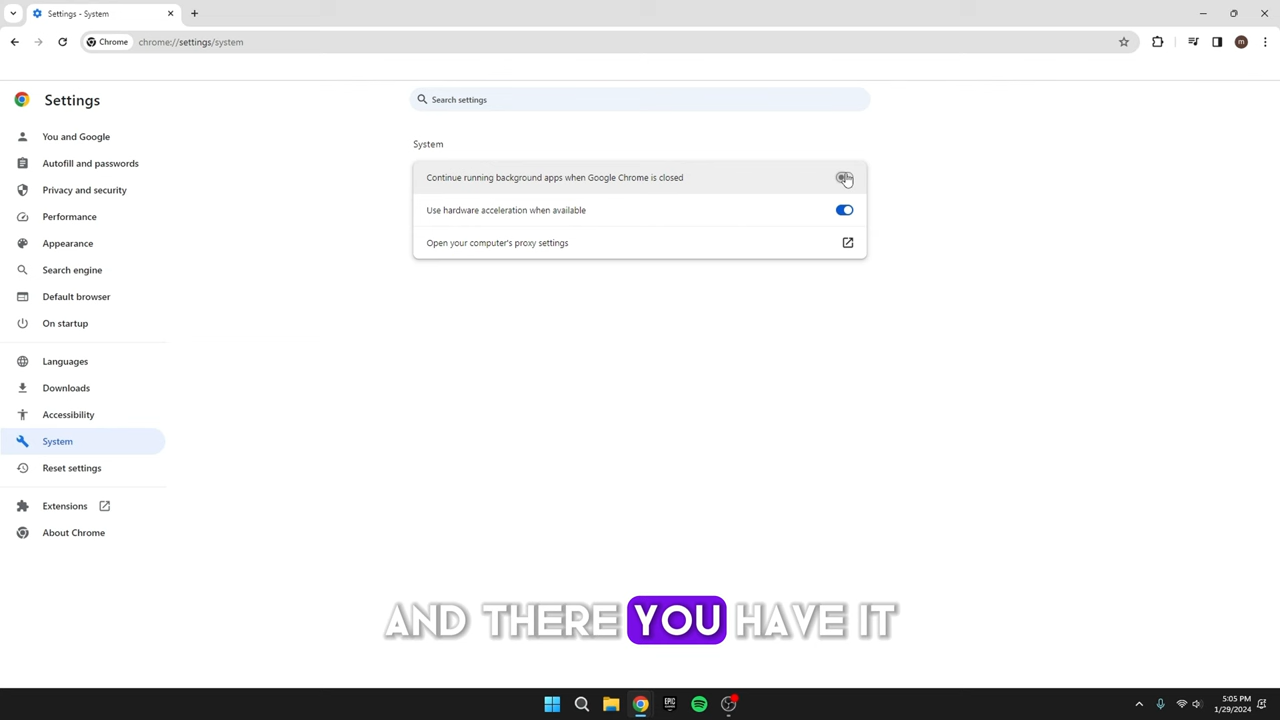 Settings - System
Chrome
chrome://settings/system
m
Settings
Search settings
You and Google
Autofill and passwords
Privacy and security
Performance
Appearance
Search engine
Default browser
On startup
Languages
Downloads
Accessibility
System
Reset settings
Extensions
About Chrome
System
Continue running background apps when Google Chrome is closed
Use hardware acceleration when available
Open your computer's proxy settings
AND THERE YOU HAVE IT
EPIC
5:05 PM
1/29/2024